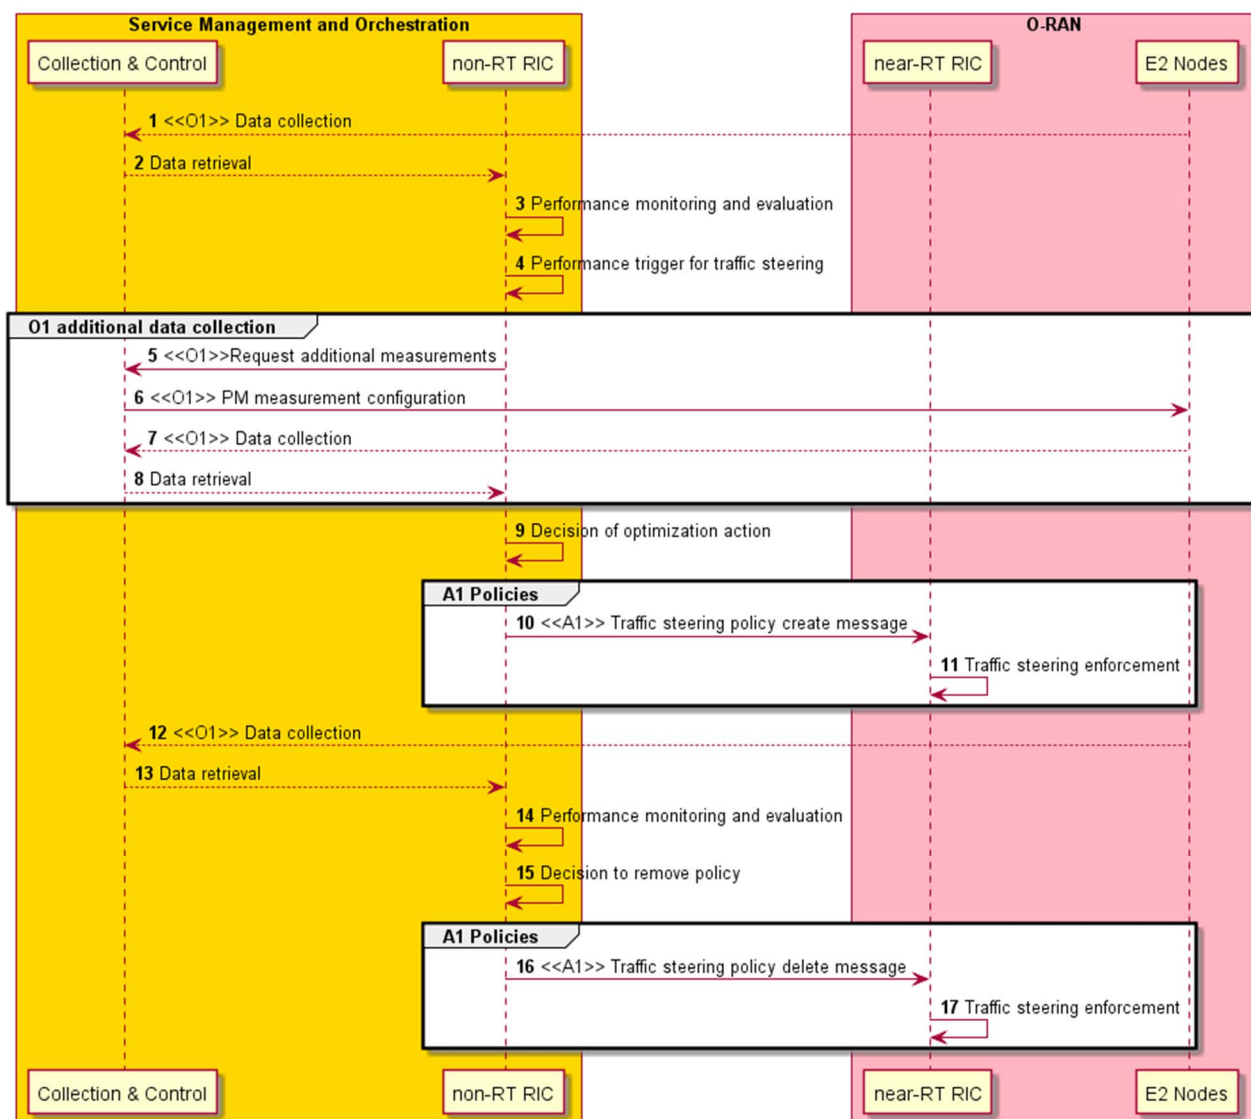 Service Management and Orchestration
O-RAN
Collection & Control
non-RT RIC
near-RT RIC
E2 Nodes
1 <<O1>> Data collection
2 Data retrieval
3 Performance monitoring and evaluation
4 Performance trigger for traffic steering
O1 additional data collection
5 <<O1>>Request additional measurements
6 <<O1>> PM measurement configuration
7 <<O1>> Data collection
8 Data retrieval
9 Decision of optimization action
A1 Policies
10 <<A1>> Traffic steering policy create message
11 Traffic steering enforcement
12 <<O1>> Data collection
13 Data retrieval
14 Performance monitoring and evaluation
15 Decision to remove policy
A1 Policies
16 <<A1>> Traffic steering policy delete message
17 Traffic steering enforcement
Collection & Control
non-RT RIC
near-RT RIC
E2 Nodes